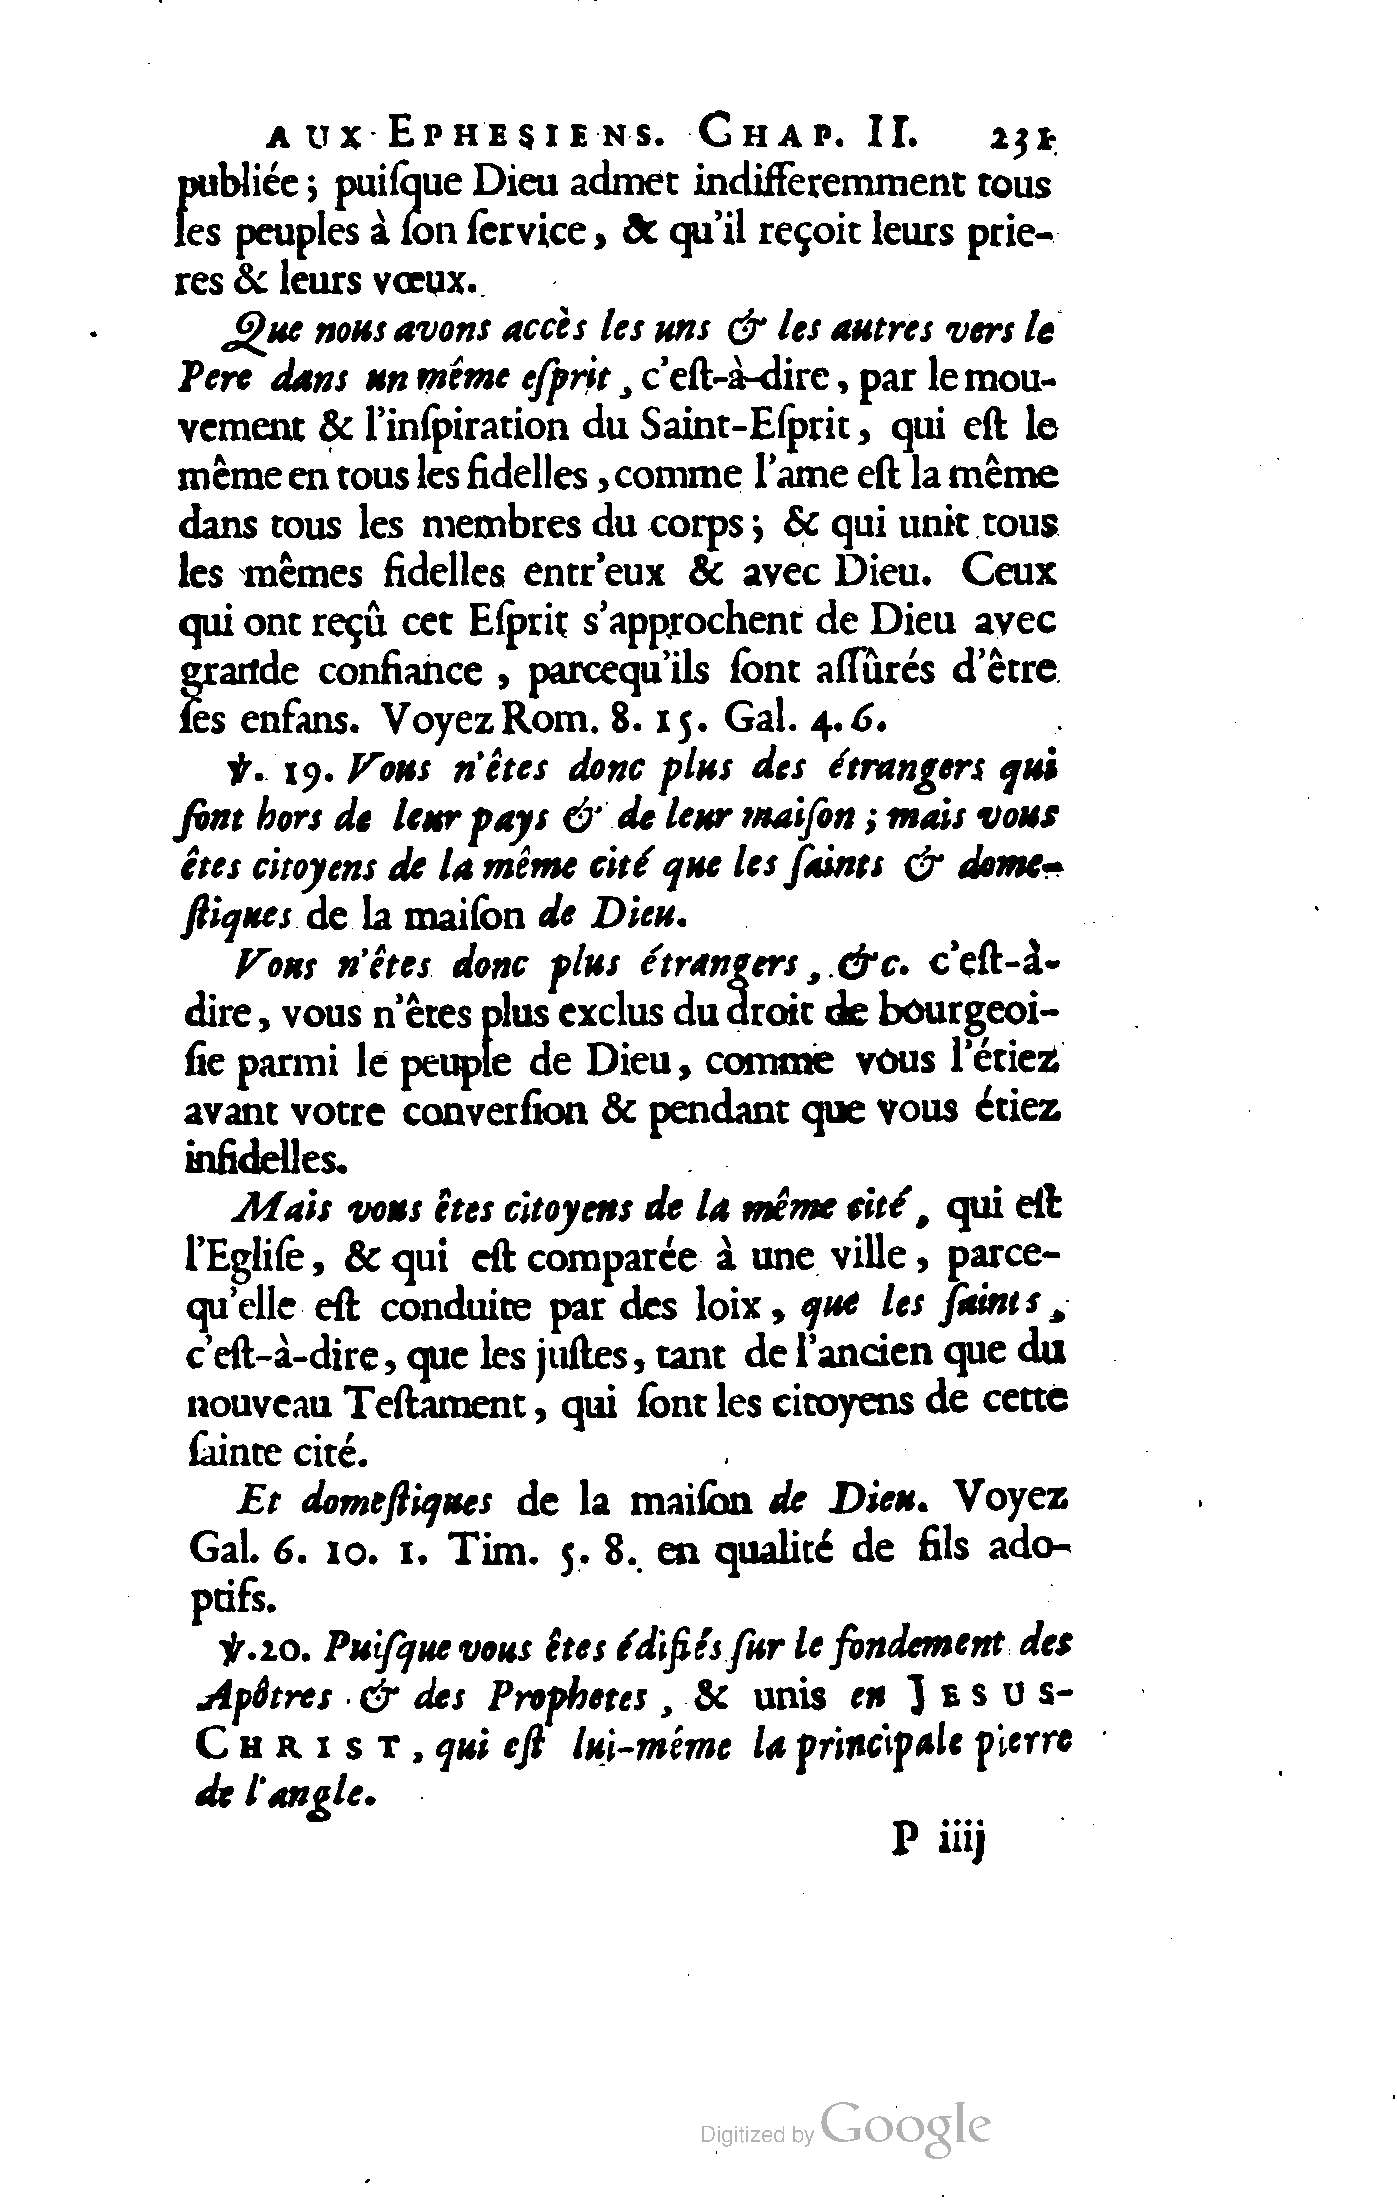 AUX EPHESIENS. CHAP. II. 231
publiée ; puiſque Dieu admet indifferemment tous
les peuples à ſon ſervice, & qu'il reçoit leurs prie-
res & leurs vœux.
Que nous avons accès les uns & les autres vers le
Pere dans un même eſprit, c'eſt-à-dire, par le mou-
vement & l'inſpiration du Saint-Eſprit, qui eſt le
même en tous les fidelles, comme l'ame eſt la même
dans tous les membres du corps ; & qui unit tous
les mêmes fidelles entr'eux & avec Dieu. Ceux
qui ont reçû cet Eſprit s'approchent de Dieu avec
grande confiance, parcequ'ils ſont aſſûrés d'être
ſes enfans. Voyez Rom. 8. 15. Gal. 4. 6.
℣. 19. Vous n'êtes donc plus des étrangers qui
ſont hors de leur pays & de leur maiſon ; mais vous
êtes citoyens de la même cité que les ſaints & dome-
ſtiques de la maiſon de Dieu.
Vous n'êtes donc plus étrangers, &c. c'eſt-à-
dire, vous n'êtes plus exclus du droit de bourgeoi-
ſie parmi le peuple de Dieu, comme vous l'étiez
avant votre converſion & pendant que vous étiez
infidelles.
Mais vous êtes citoyens de la même cité, qui eſt
l'Egliſe, & qui eſt comparée à une ville, parce-
qu'elle eſt conduite par des loix, que les ſaints,
c'eſt-à-dire, que les juſtes, tant de l'ancien que du
nouveau Teſtament, qui ſont les citoyens de cette
ſainte cité.
Et domeſtiques de la maiſon de Dieu. Voyez
Gal. 6. 10. 1. Tim. 5. 8. en qualité de fils ado-
ptifs.
℣. 20. Puiſque vous êtes édifiés ſur le fondement des
Apôtres & des Prophetes, & unis en JESUS-
CHRIST, qui eſt lui-même la principale pierre
de l'angle.
P iiij
Digitized by Google